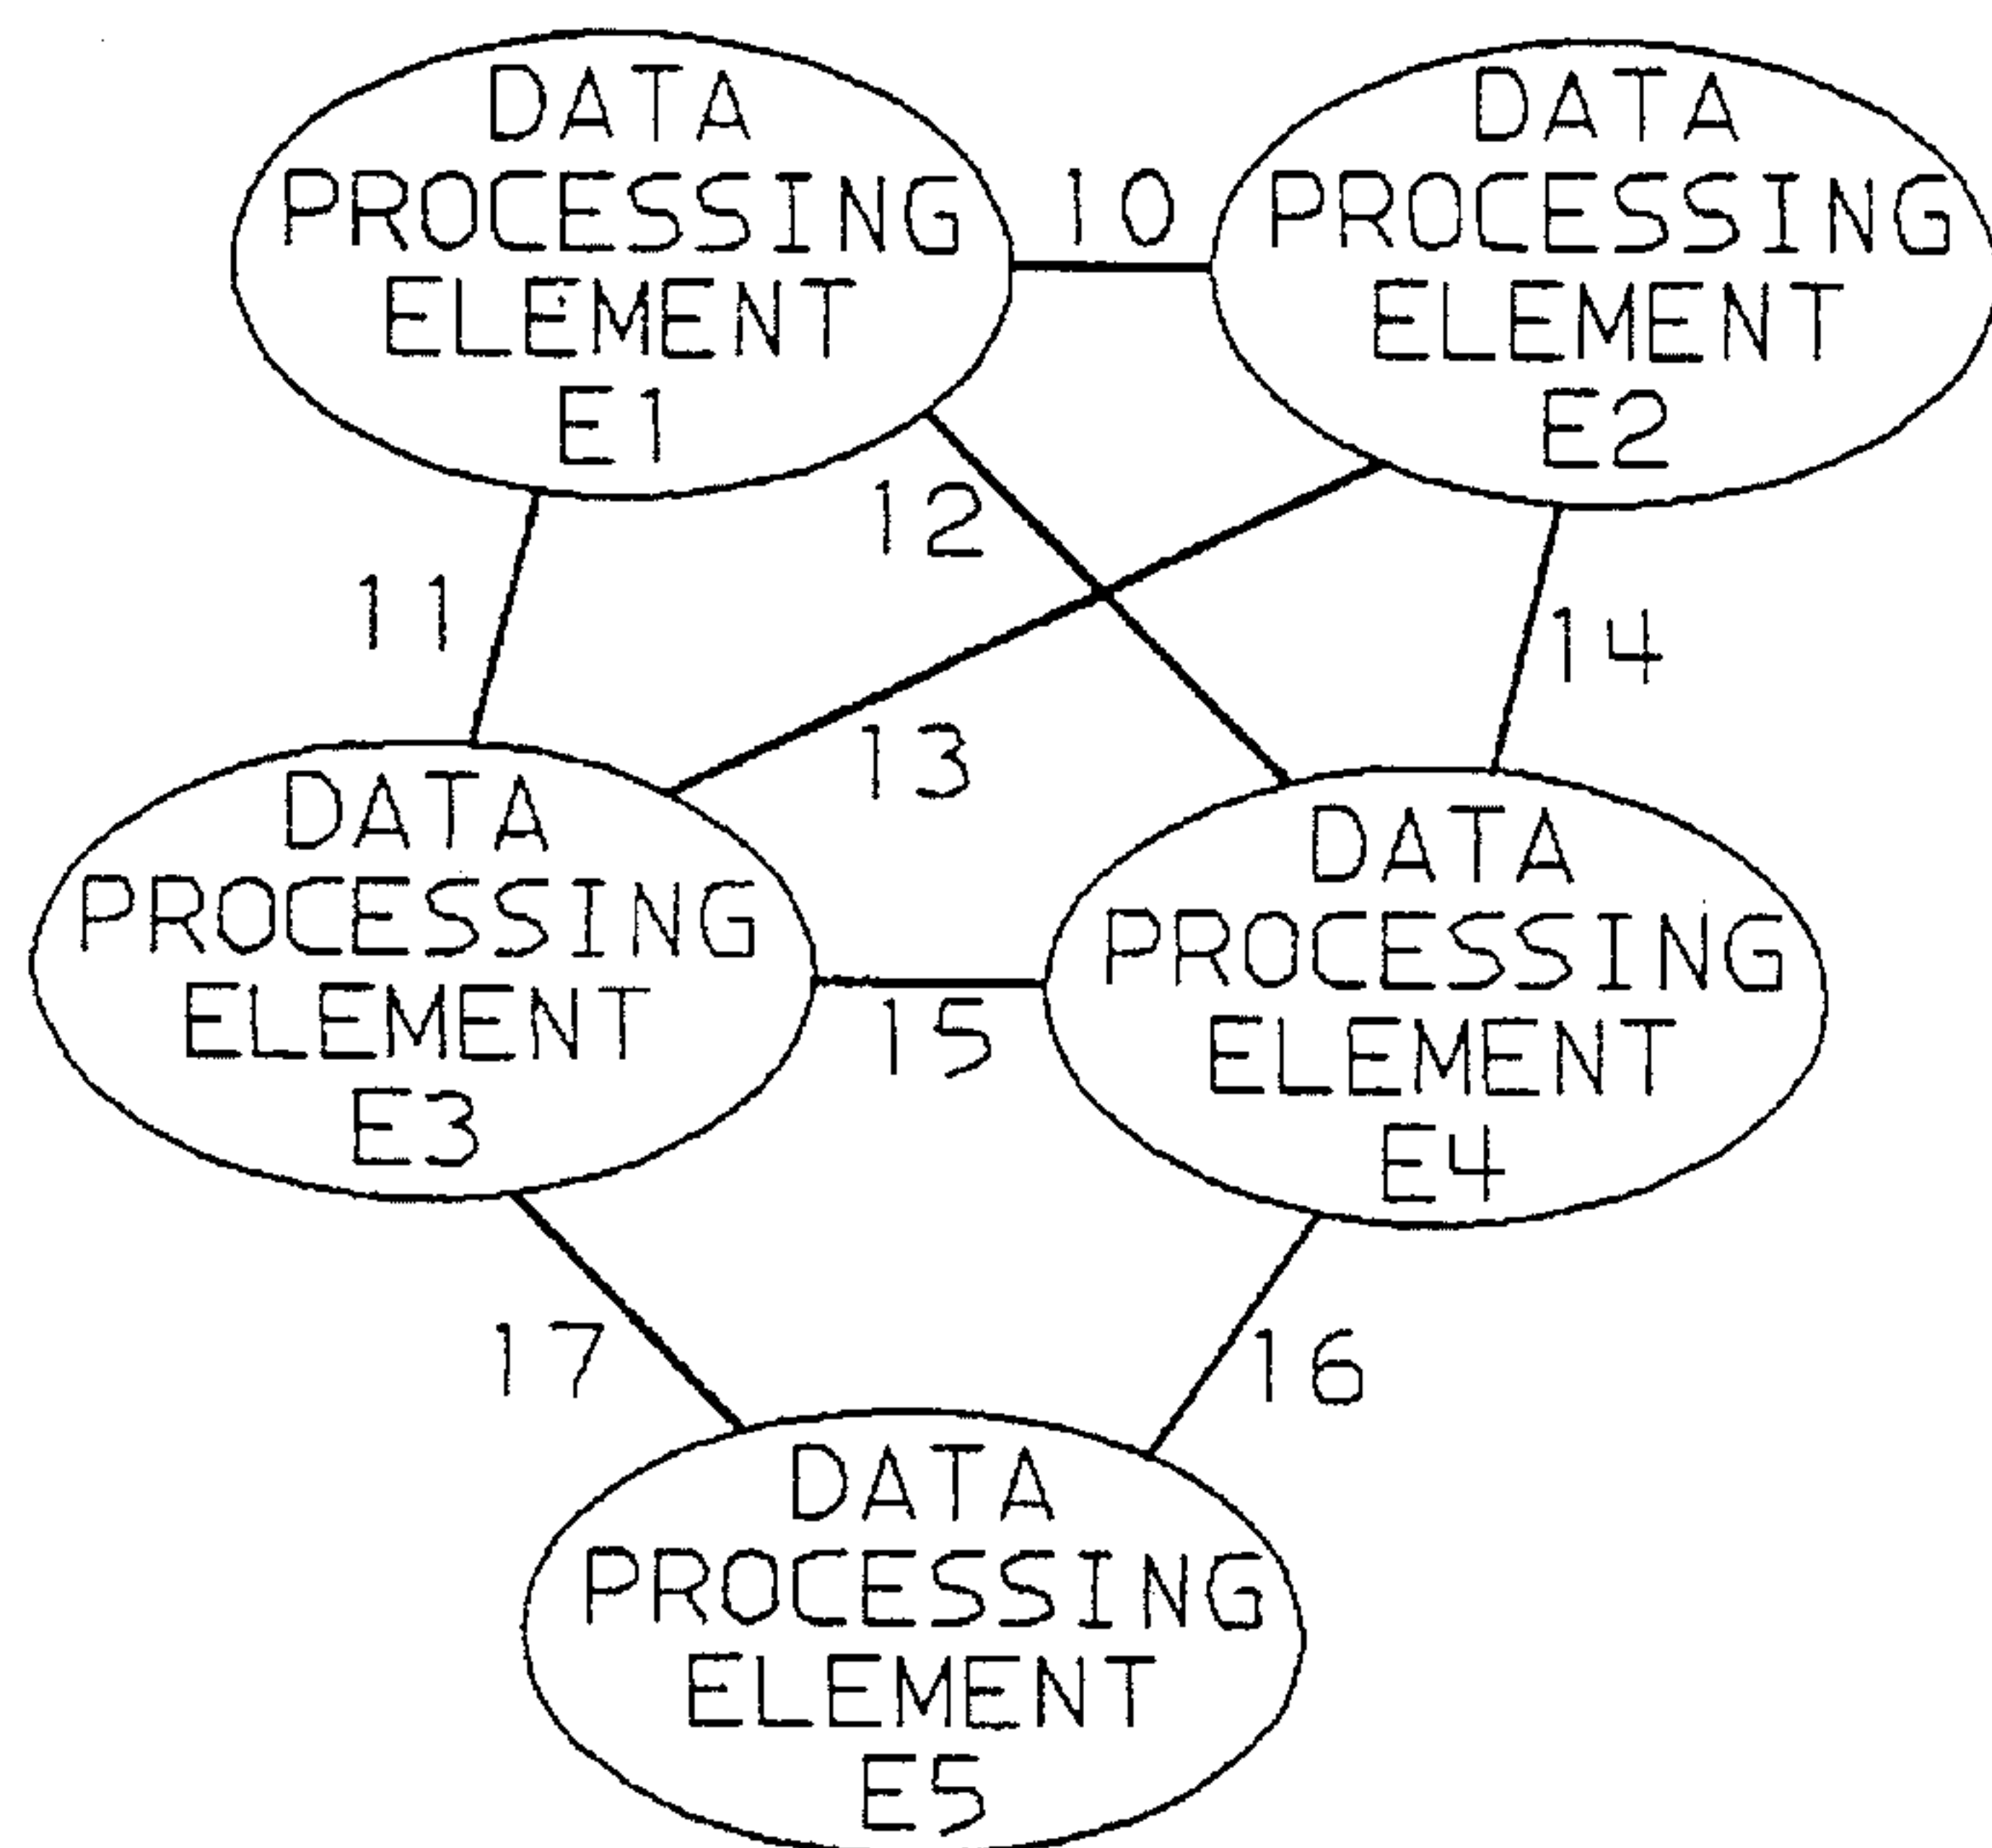 DATA
PROCESSING
ELEMENT
E1
10
DATA
PROCESSING
ELEMENT
E2
12
11
14
13
DATA
PROCESSING
ELEMENT
E3
15
DATA
PROCESSING
ELEMENT
E4
17
16
DATA
PROCESSING
ELEMENT
E5